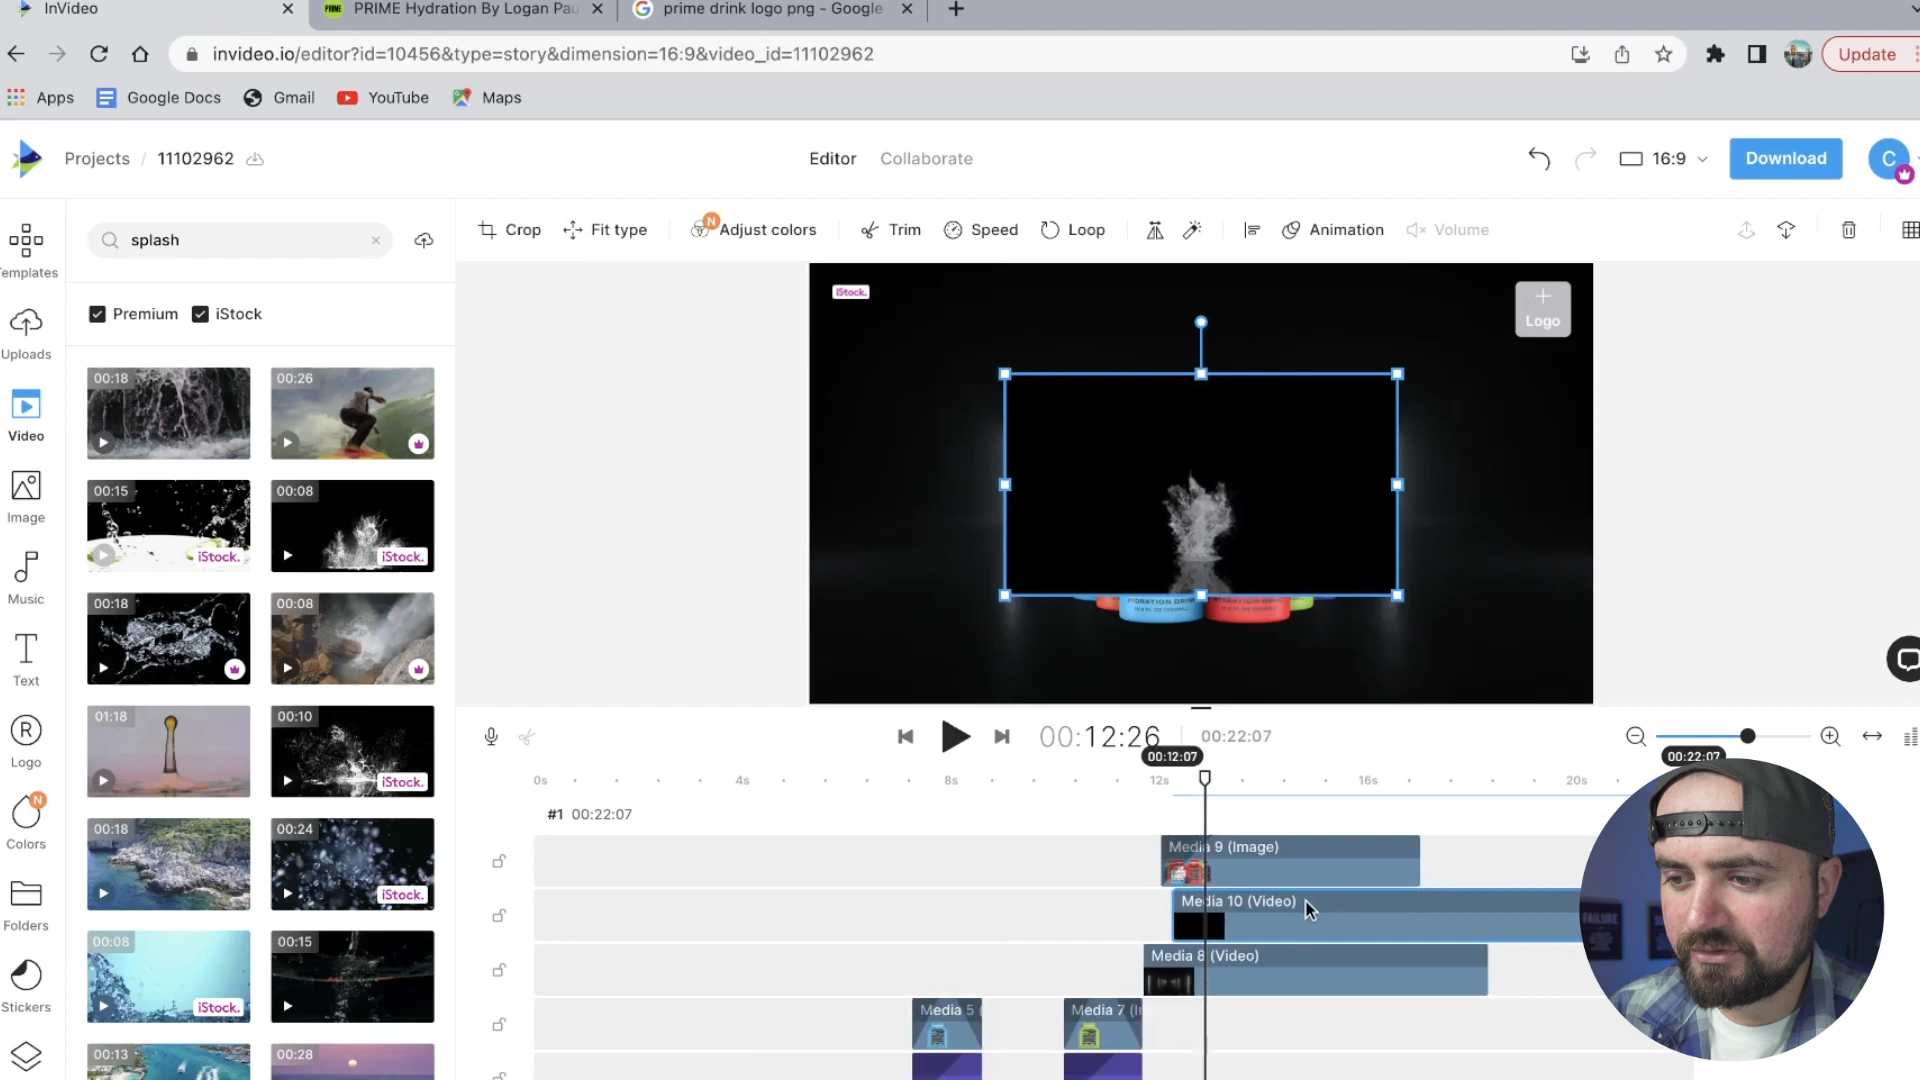 InVideo
PRIME Hydration By Logan Pau
prime drink logo png - Google
invideo.io/editor?id=10456&type=story&dimension=16:9&video_id=11102962
Update
Apps
Google Docs
Gmail
YouTube
Maps
Projects / 11102962
Editor
Collaborate
16:9
Download
C
splash
Crop
Fit type
N
Adjust colors
Trim
Speed
Loop
Animation
Volume
Templates
Uploads
Video
Image
Music
Text
R
Logo
N
Colors
Folders
Stickers
Premium
iStock
00:18
00:26
00:15
iStock.
00:08
iStock.
00:18
00:08
01:18
00:10
iStock.
00:18
00:24
iStock.
00:08
iStock.
00:15
00:13
00:28
iStock.
+
Logo
HYDRATION DRINK
HYDRATION DRINK
00:12:26
00:22:07
00:12:07
00:22:07
0s
4s
8s
12s
16s
20s
#1 00:22:07
Media 9 (Image)
Media 10 (Video)
Media 8 (Video)
Media 5 (
Media 7 (I
FAILURE